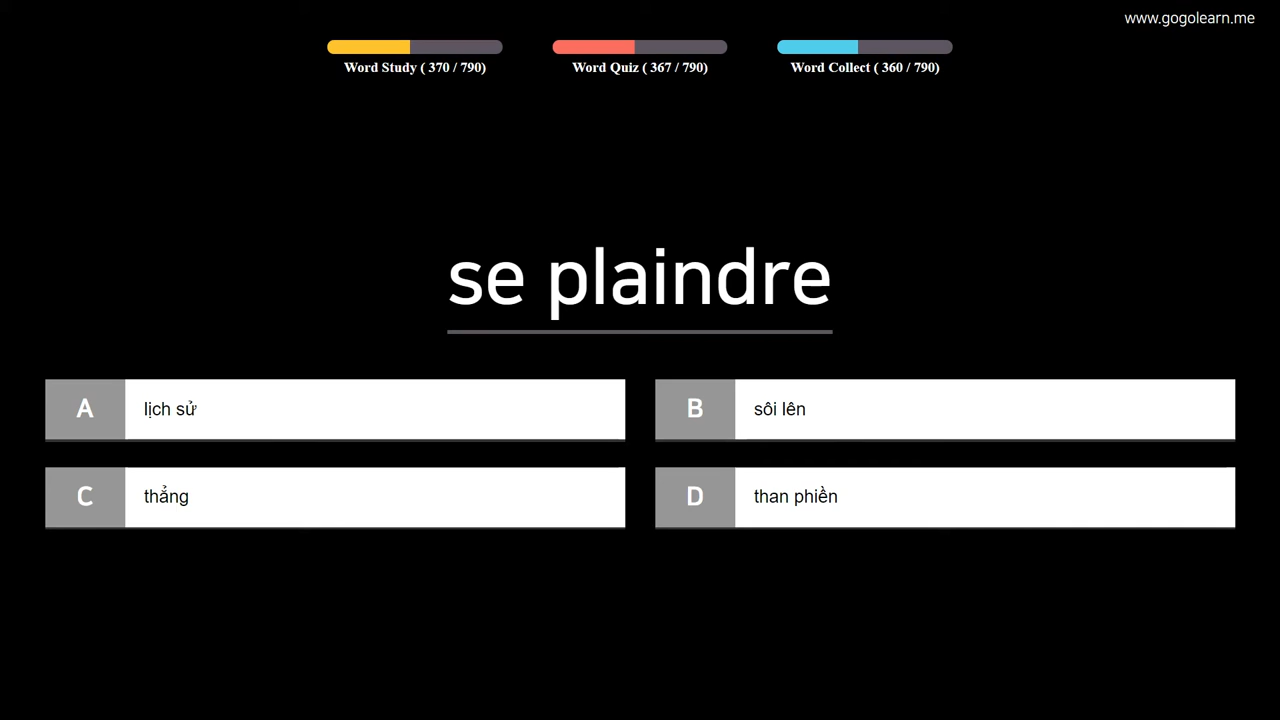 www.gogolearn.me
Word Study ( 370 / 790) Word Quiz ( 367 / 790) Word Collect ( 360 / 790)
se plaindre
A lịch sử
B sôi lên
C thẳng
D than phiền